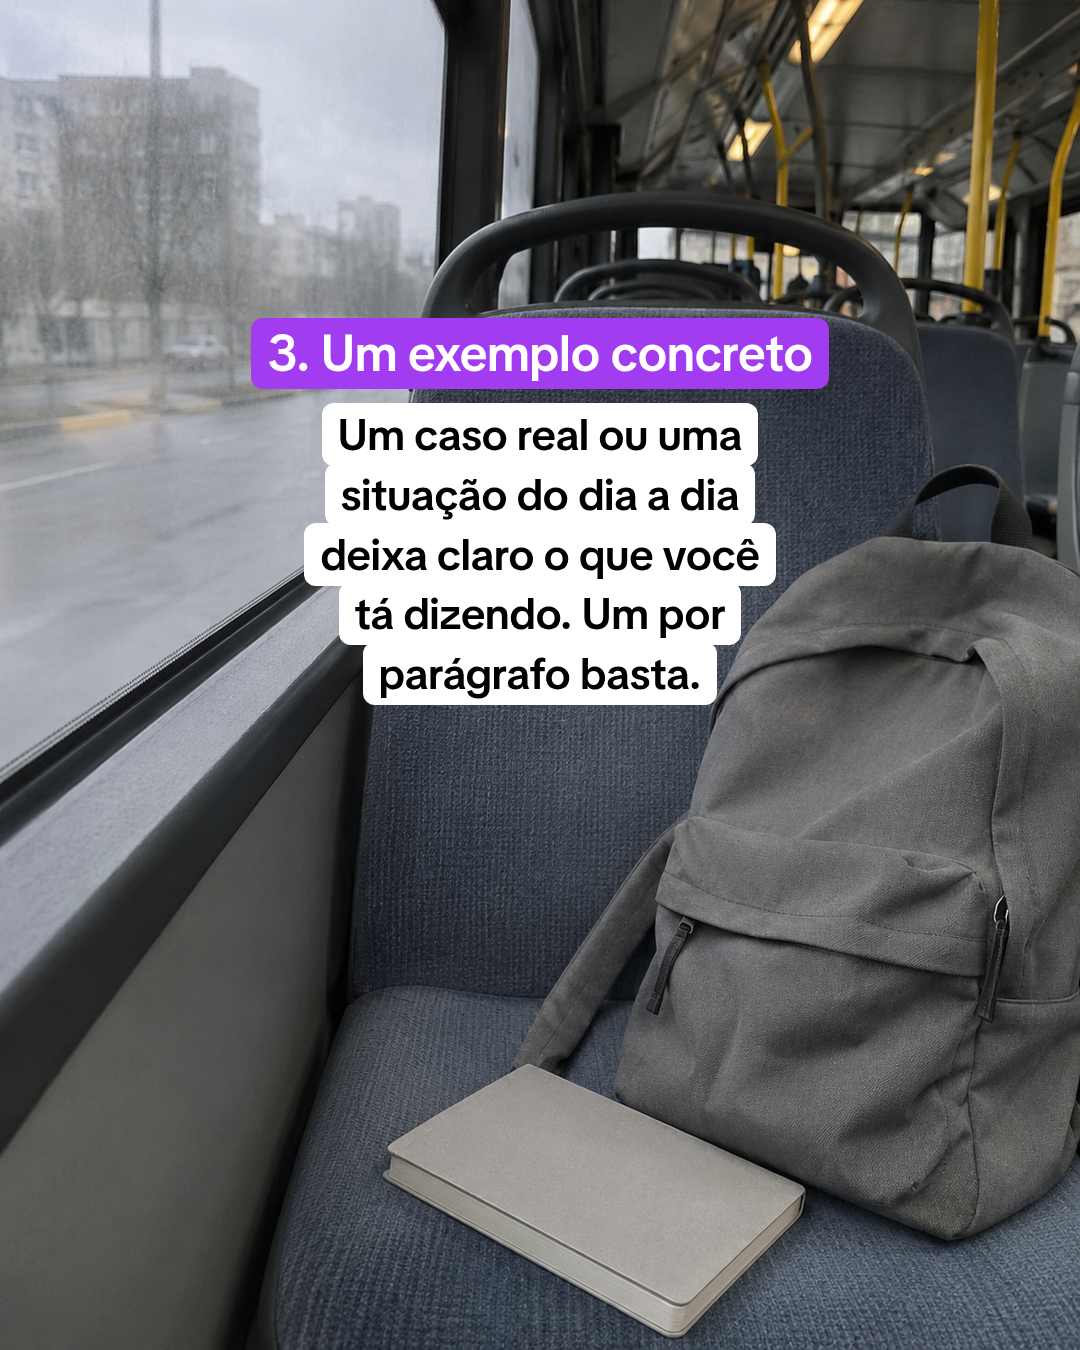 3. Um exemplo concreto
Um caso real ou uma
situação do dia a dia
deixa claro o que você
tá dizendo. Um por
parágrafo basta.